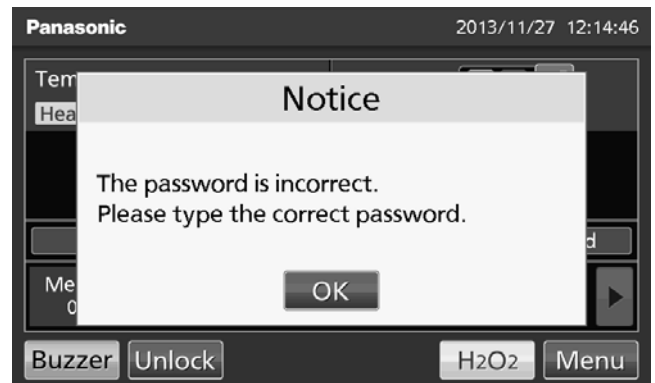 Panasonic 2013/11/27 12:14:46
Notice
The password is incorrect.
Please type the correct password.
OK
Buzzer Unlock H2O2 Menu